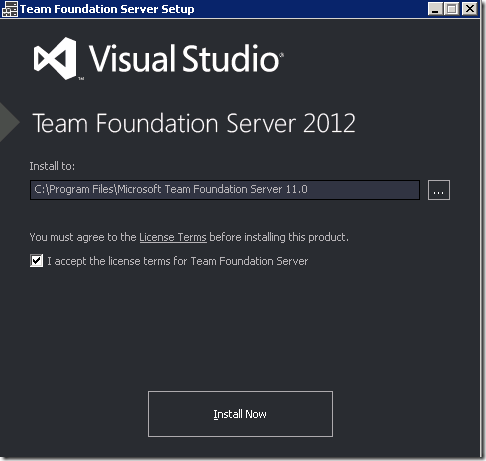 Team Foundation Server Setup
Visual Studio
Team Foundation Server 2012
Install to:
C:\Program Files\Microsoft Team Foundation Server 11.0
...
You must agree to the License Terms before installing this product.
I accept the license terms for Team Foundation Server
Install Now